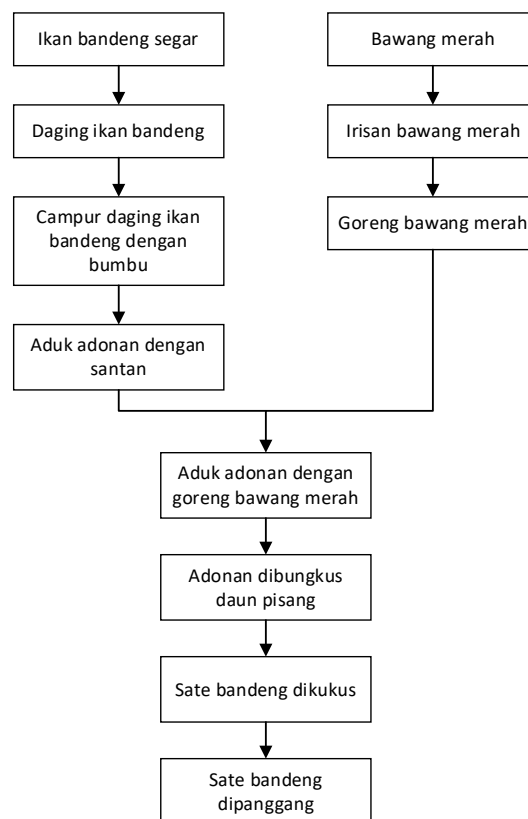 Ikan bandeng segar
Daging ikan bandeng
Campur daging ikan
bandeng dengan
bumbu
Aduk adonan dengan
santan
Bawang merah
Irisan bawang merah
Goreng bawang merah
Aduk adonan dengan
goreng bawang merah
Adonan dibungkus
daun pisang
Sate bandeng dikukus
Sate bandeng
dipanggang